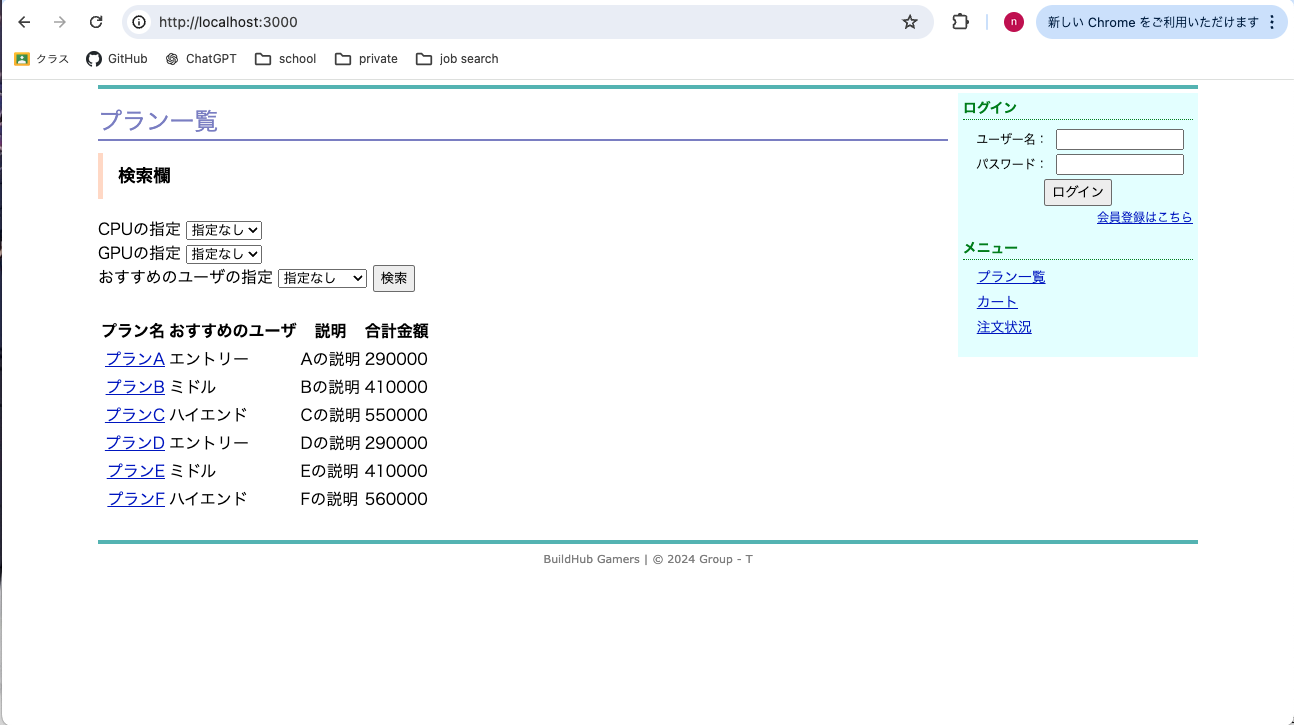 http://localhost:3000
n
新しい Chrome をご利用いただけます
クラス GitHub ChatGPT school private job search
プラン一覧
検索欄
CPUの指定 指定なし
GPUの指定 指定なし
おすすめのユーザの指定 指定なし 検索
プラン名 おすすめのユーザ 説明 合計金額
プランA エントリー Aの説明 290000
プランB ミドル Bの説明 410000
プランC ハイエンド Cの説明 550000
プランD エントリー Dの説明 290000
プランE ミドル Eの説明 410000
プランF ハイエンド Fの説明 560000
ログイン
ユーザー名：
パスワード：
ログイン
会員登録はこちら
メニュー
プラン一覧
カート
注文状況
BuildHub Gamers | © 2024 Group - T